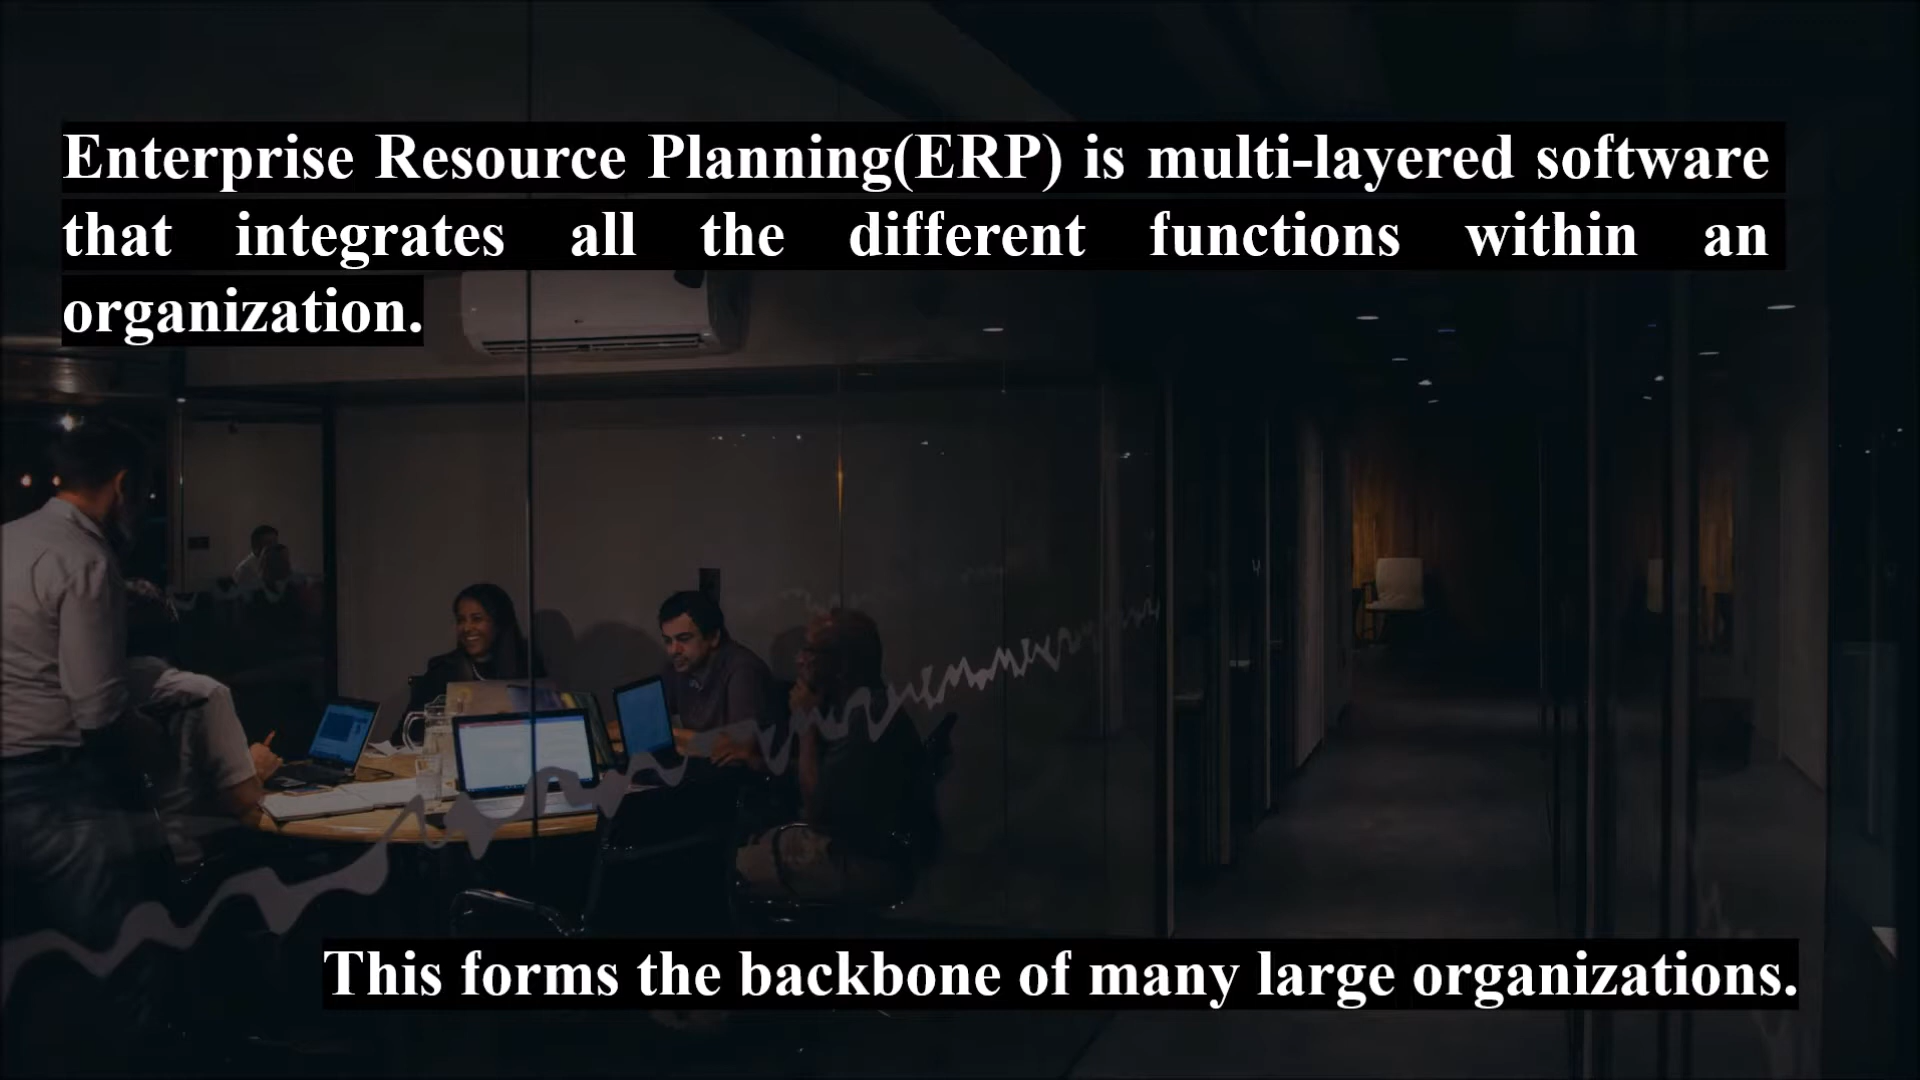 Enterprise Resource Planning(ERP) is multi-layered software
that integrates all the different functions within an
organization.
This forms the backbone of many large organizations.